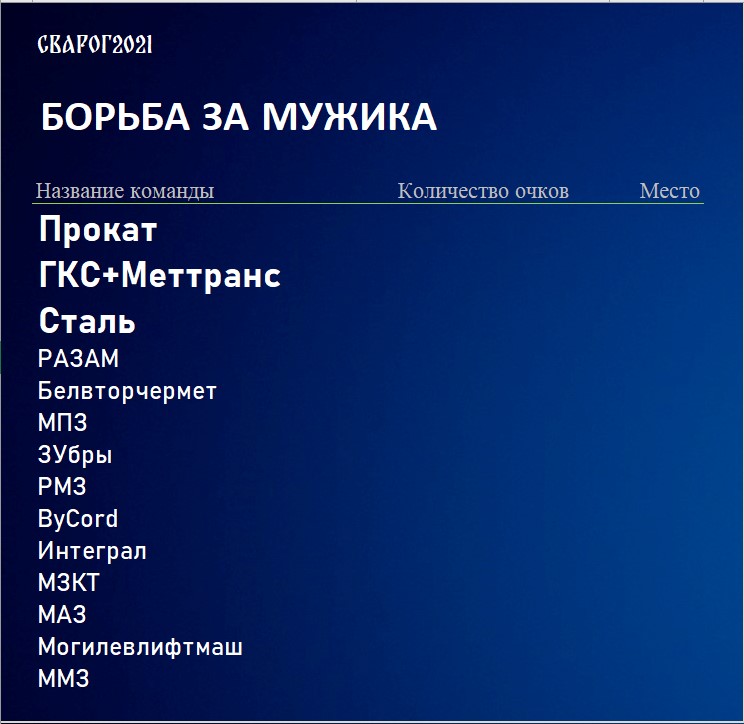 СВАРОГ2021
БОРЬБА ЗА МУЖИКА
Название команды Количество очков Место
Прокат
ГКС+Меттранс
Сталь
РАЗАМ
Белвторчермет
МПЗ
ЗУбры
РМЗ
ByCord
Интеграл
МЗКТ
МАЗ
Могилевлифтмаш
ММЗ